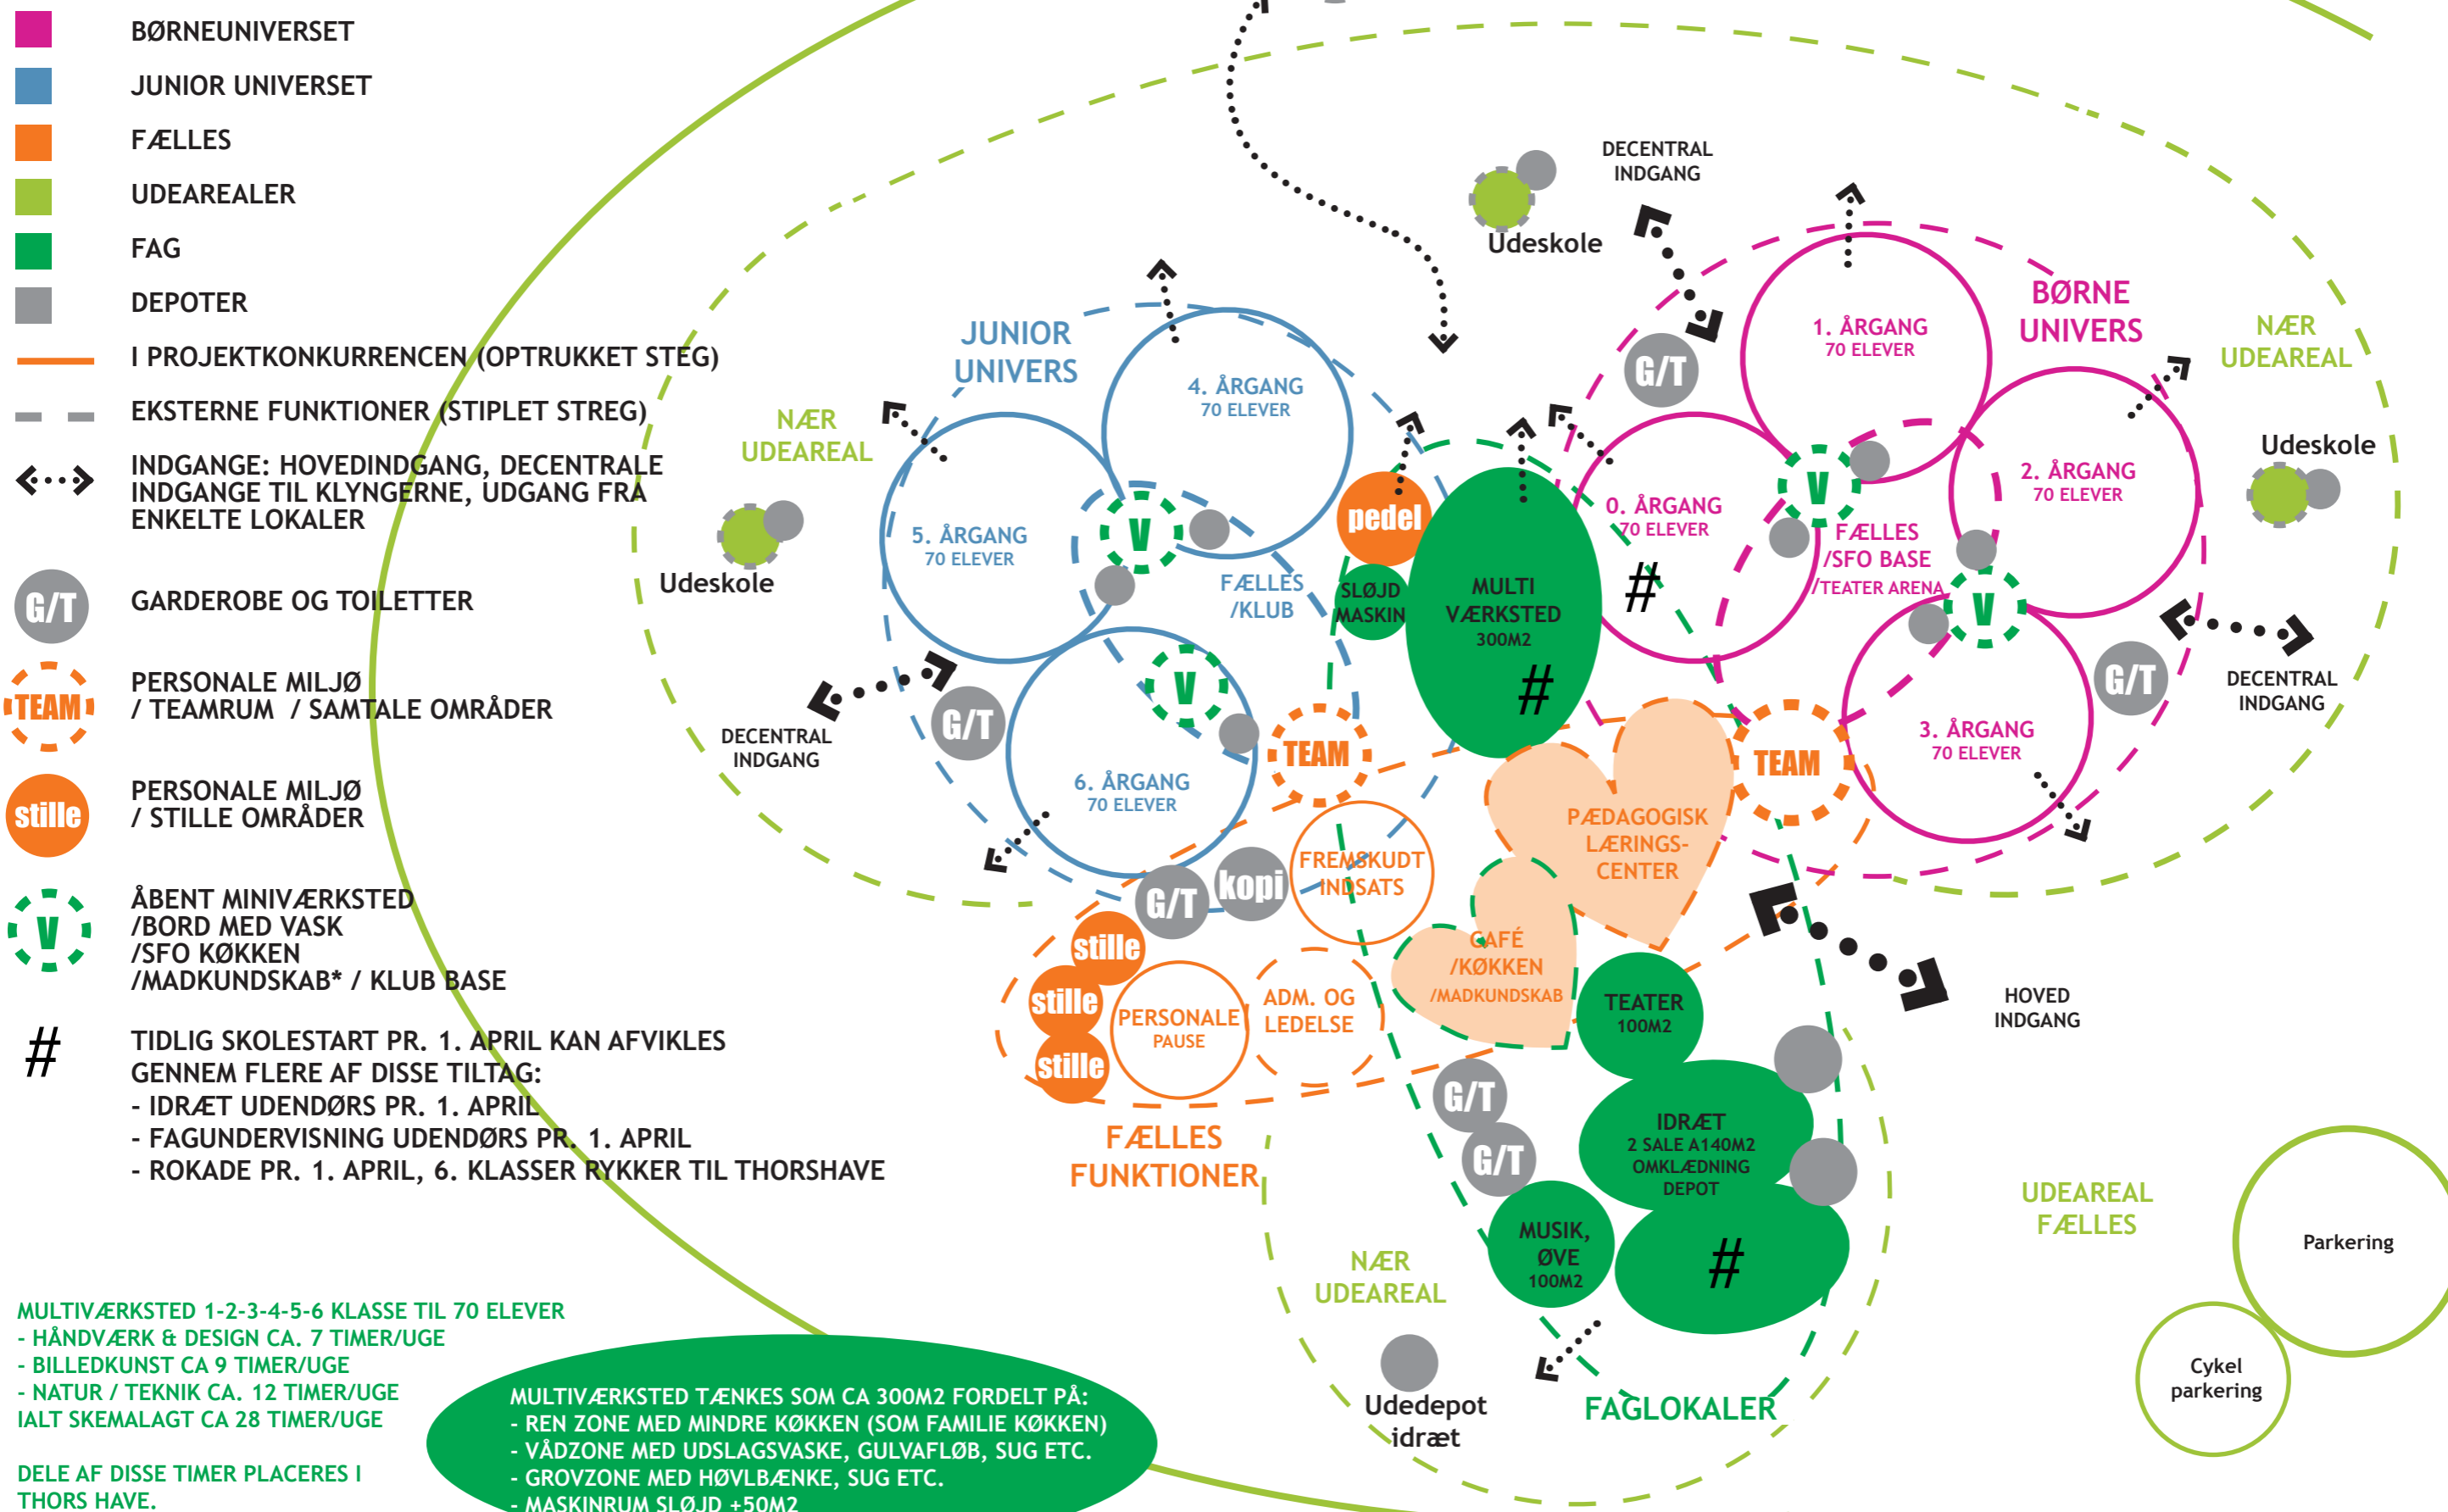 BØRNEUNIVERSET
JUNIOR UNIVERSET
FÆLLES
UDEAREALER
FAG
DEPOTER
I PROJEKTKONKURRENCEN (OPTRUKKET STEG)
EKSTERNE FUNKTIONER (STIPLET STREG)
INDGANGE: HOVEDINDGANG, DECENTRALE
INDGANGE TIL KLYNGERNE, UDGANG FRA
ENKELTE LOKALER
G/T
GARDEROBE OG TOILETTER
TEAM
PERSONALE MILJØ
/ TEAMRUM / SAMTALE OMRÅDER
stille
PERSONALE MILJØ
/ STILLE OMRÅDER
V
ÅBENT MINIVÆRKSTED
/BORD MED VASK
/SFO KØKKEN
/MADKUNDSKAB* / KLUB BASE
#
TIDLIG SKOLESTART PR. 1. APRIL KAN AFVIKLES
GENNEM FLERE AF DISSE TILTAG:
- IDRÆT UDENDØRS PR. 1. APRIL
- FAGUNDERVISNING UDENDØRS PR. 1. APRIL
- ROKADE PR. 1. APRIL, 6. KLASSER RYKKER TIL THORSHAVE
MULTIVÆRKSTED 1-2-3-4-5-6 KLASSE TIL 70 ELEVER
- HÅNDVÆRK & DESIGN CA. 7 TIMER/UGE
- BILLEDKUNST CA 9 TIMER/UGE
- NATUR / TEKNIK CA. 12 TIMER/UGE
IALT SKEMALAGT CA 28 TIMER/UGE
DELE AF DISSE TIMER PLACERES I
THORS HAVE.
MULTIVÆRKSTED TÆNKES SOM CA 300M2 FORDELT PÅ:
- REN ZONE MED MINDRE KØKKEN (SOM FAMILIE KØKKEN)
- VÅDZONE MED UDSLAGSVASKE, GULVAFLØB, SUG ETC.
- GROVZONE MED HØVLBÆNKE, SUG ETC.
- MASKINRUM SLØJD +50M2
JUNIOR
UNIVERS
NÆR
UDEAREAL
Udeskole
4. ÅRGANG
70 ELEVER
5. ÅRGANG
70 ELEVER
V
FÆLLES
/KLUB
V
6. ÅRGANG
70 ELEVER
DECENTRAL
INDGANG
G/T
TEAM
pedel
SLØJD
MASKIN
MULTI
VÆRKSTED
300M2
#
Udeskole
DECENTRAL
INDGANG
G/T
BØRNE
UNIVERS
1. ÅRGANG
70 ELEVER
NÆR
UDEAREAL
Udeskole
2. ÅRGANG
70 ELEVER
0. ÅRGANG
70 ELEVER
#
V
FÆLLES
/SFO BASE
/TEATER ARENA
V
G/T
DECENTRAL
INDGANG
3. ÅRGANG
70 ELEVER
TEAM
PÆDAGOGISK
LÆRINGS-
CENTER
FREMSKUDT
INDSATS
G/T
kopi
stille
stille
stille
PERSONALE
PAUSE
ADM. OG
LEDELSE
CAFÉ
/KØKKEN
/MADKUNDSKAB
FÆLLES
FUNKTIONER
TEATER
100M2
HOVED
INDGANG
G/T
G/T
IDRÆT
2 SALE A140M2
OMKLÆDNING
DEPOT
#
MUSIK,
ØVE
100M2
NÆR
UDEAREAL
Udedepot
idræt
FAGLOKALER
UDEAREAL
FÆLLES
Parkering
Cykel
parkering